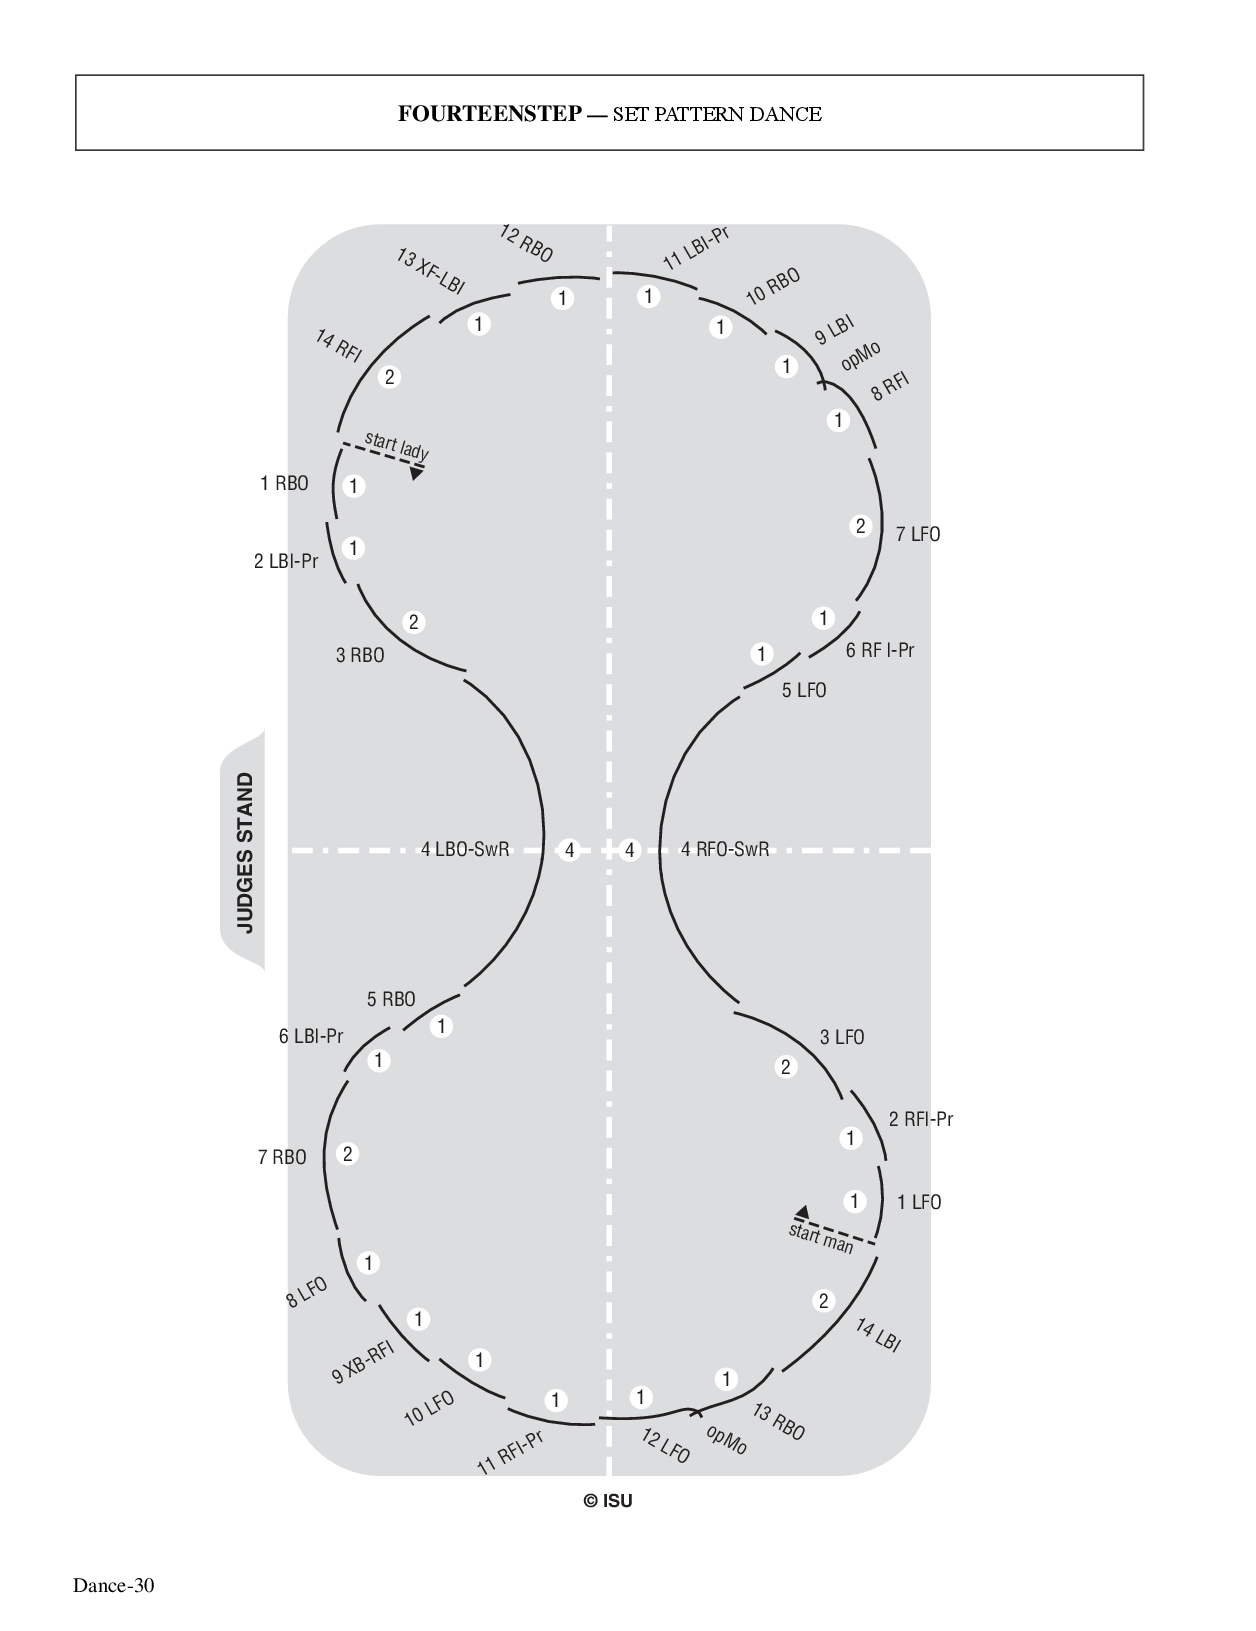 FOURTEENSTEP — SET PATTERN DANCE
12 RBO
11 LBI-Pr
13 XF-LBI
10 RBO
1
1
1
1
14 RFI
9 LBI
opMo
2
1
8 RFI
1
start lady
1 RBO
1
2
7 LFO
2 LBI-Pr
1
2
1
3 RBO
1
6 RF I-Pr
5 LFO
JUDGES STAND
4 LBO-SwR
4
4
4 RFO-SwR
5 RBO
1
6 LBI-Pr
1
3 LFO
2
2 RFI-Pr
1
7 RBO
2
1
1 LFO
start man
8 LFO
1
2
14 LBI
9 XB-RFI
1
1
1
13 RBO
10 LFO
1
1
12 LFO
opMo
11 RFI-Pr
© ISU
Dance-30